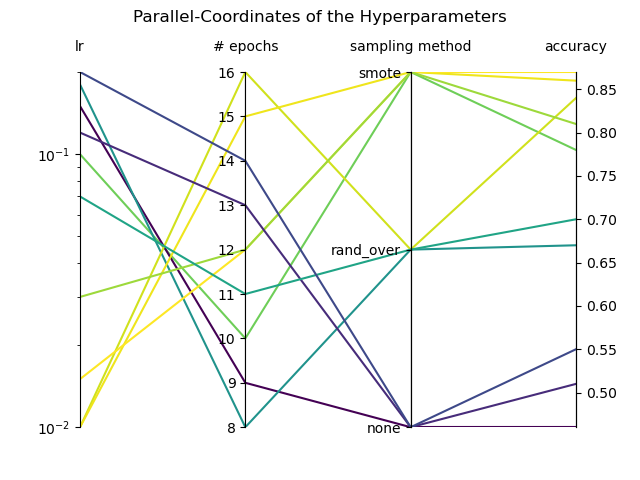 Parallel-Coordinates of the Hyperparameters
lr
# epochs
sampling method
accuracy
10⁻¹
10⁻²
16
15
14
13
12
11
10
9
8
smote
rand_over
none
0.85
0.80
0.75
0.70
0.65
0.60
0.55
0.50